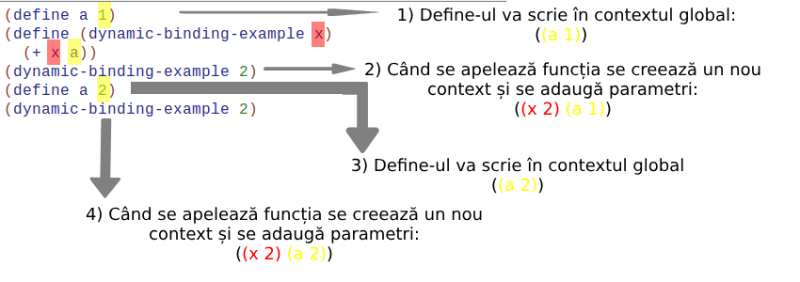 (define a 1)
(define (dynamic-binding-example x)
(+ x a))
(dynamic-binding-example 2)
(define a 2)
(dynamic-binding-example 2)
1) Define-ul va scrie în contextul global:
((a 1))
2) Când se apelează funcția se creează un nou
context și se adaugă parametri:
((x 2) (a 1))
3) Define-ul va scrie în contextul global
((a 2))
4) Când se apelează funcția se creează un nou
context și se adaugă parametri:
((x 2) (a 2))